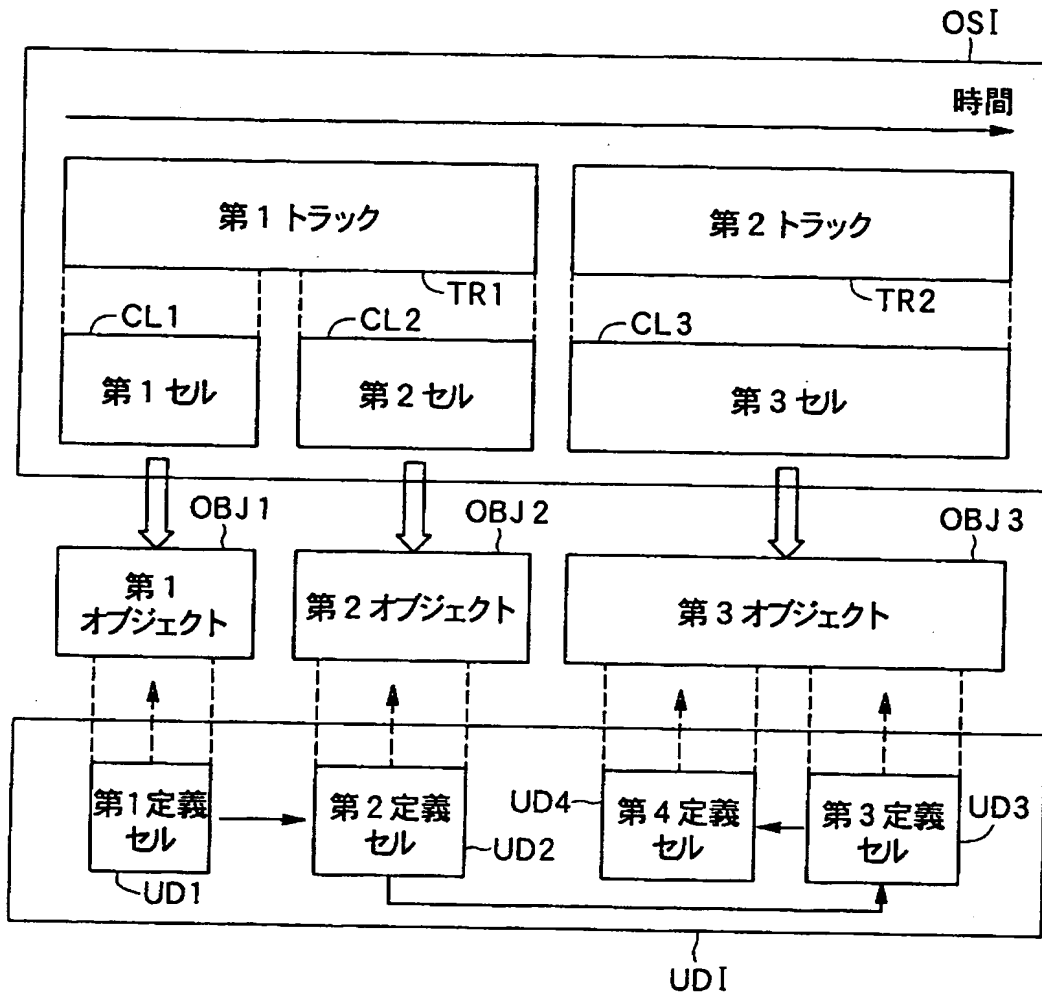 OSI
時間
第1トラック
第2トラック
TR1
TR2
CL1
CL2
CL3
第1セル
第2セル
第3セル
OBJ1
OBJ2
OBJ3
第1
オブジェクト
第2オブジェクト
第3オブジェクト
第1定義
セル
第2定義
セル
UD4
第4定義
セル
第3定義
セル
UD3
UD2
UD1
UDI